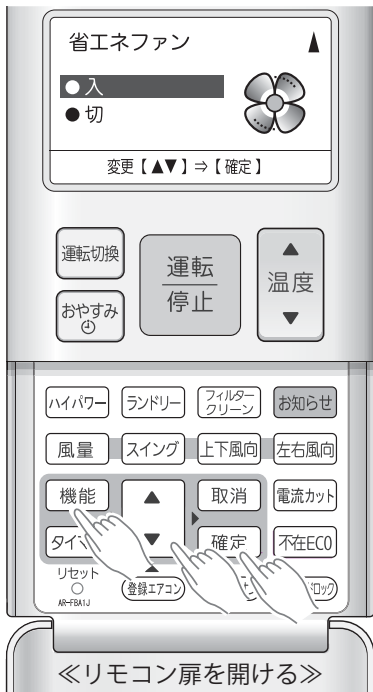 省エネファン ▲
●入
●切
変更【▲▼】⇒【確定】
運転切換
運転
停止
▲
温度
▼
おやすみ
ハイパワー ランドリー フィルター
クリーン お知らせ
風量 スイング 上下風向 左右風向
機能 ▲ 取消 電流カット
▼ 確定 不在ECO
リセット
登録エアコン
AR-FBA1J
≪リモコン扉を開ける≫